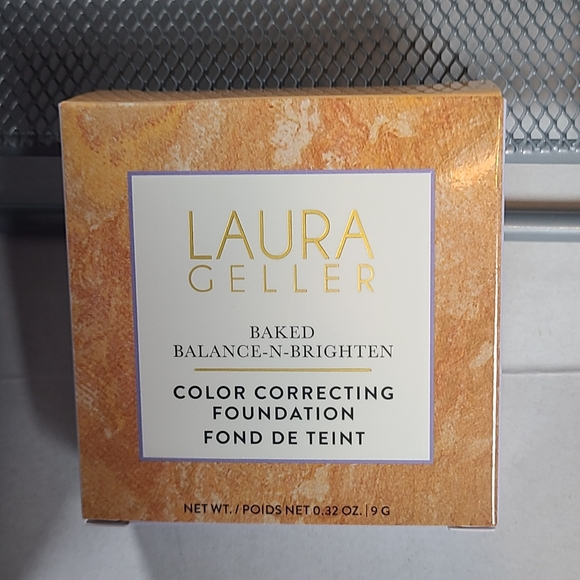 LAURA
GELLER
BAKED
BALANCE-N-BRIGHTEN
COLOR CORRECTING
FOUNDATION
FOND DE TEINT
NET WT. / POIDS NET 0.32 OZ. | 9 G